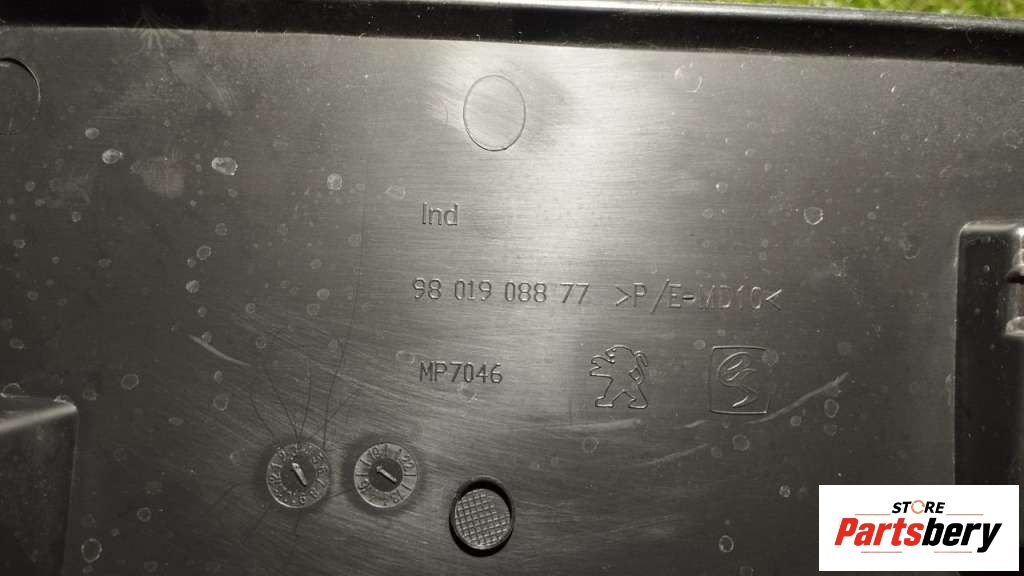 Ind
98 019 088 77 >P/E-MD10<
MP7046
STORE
Partsbery